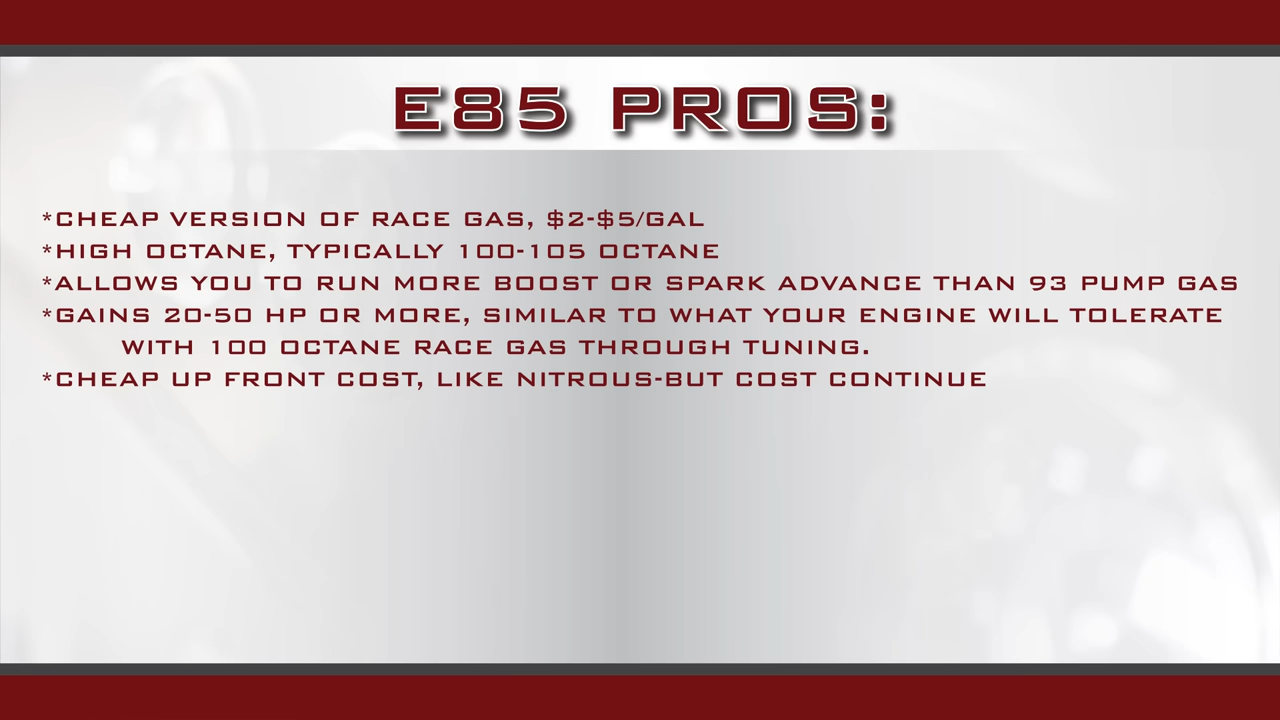 E85 PROS:
*CHEAP VERSION OF RACE GAS, $2-$5/GAL
*HIGH OCTANE, TYPICALLY 100-105 OCTANE
*ALLOWS YOU TO RUN MORE BOOST OR SPARK ADVANCE THAN 93 PUMP GAS
*GAINS 20-50 HP OR MORE, SIMILAR TO WHAT YOUR ENGINE WILL TOLERATE
WITH 100 OCTANE RACE GAS THROUGH TUNING.
*CHEAP UP FRONT COST, LIKE NITROUS-BUT COST CONTINUE